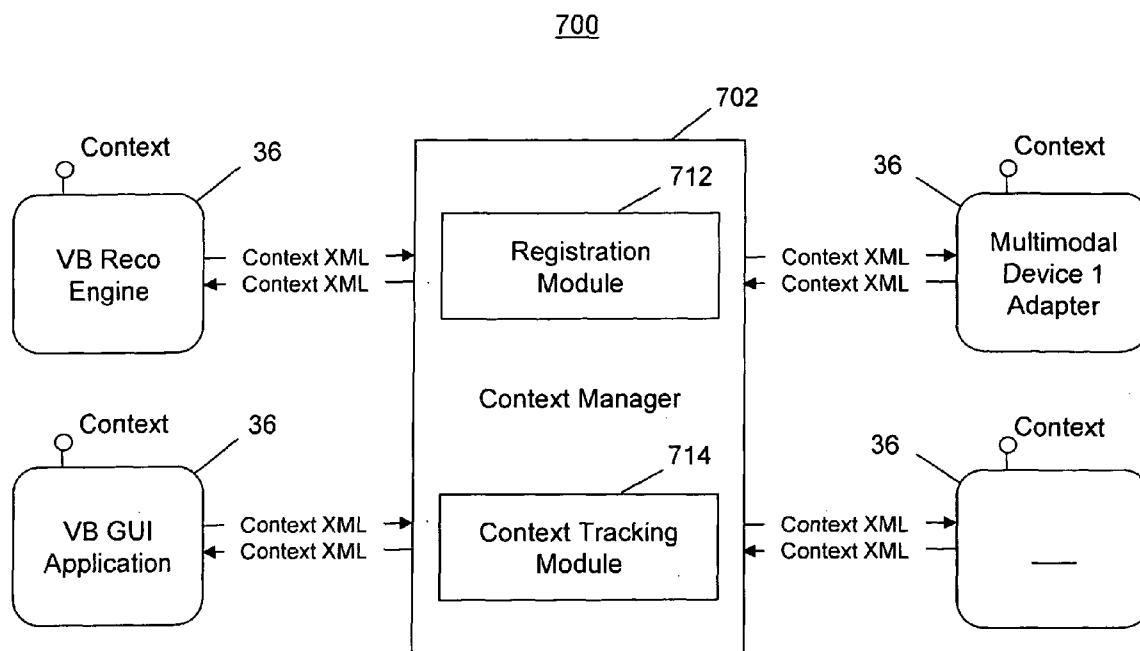 700
702
Context
36
VB Reco
Engine
Context XML
Context XML
712
Registration
Module
Context XML
Context XML
Context
36
Multimodal
Device 1
Adapter
Context Manager
Context
36
VB GUI
Application
Context XML
Context XML
714
Context Tracking
Module
Context XML
Context XML
Context
36